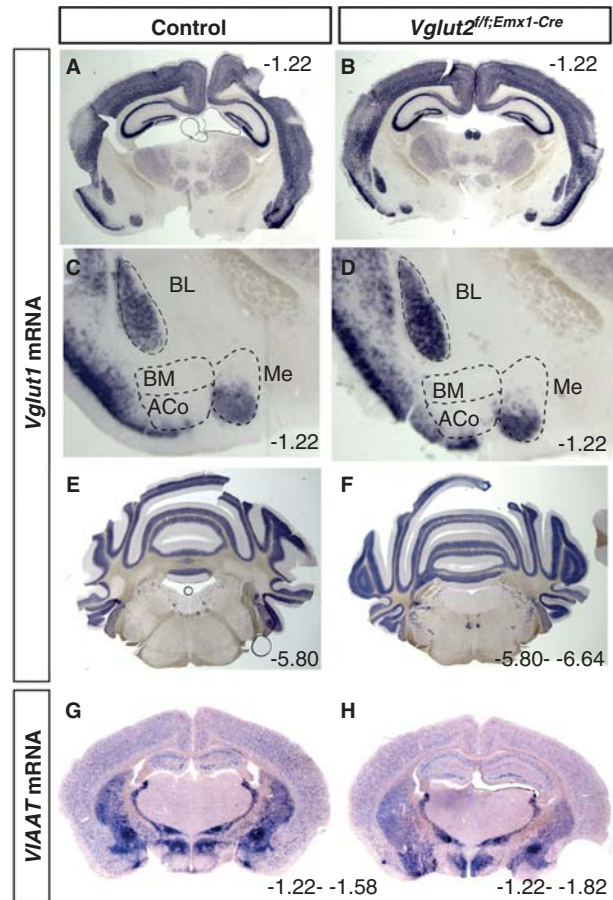 Control
Vglut2f/f;Emx1-Cre
Vglut1 mRNA
A
-1.22
B
-1.22
C
BL
BM
ACo
Me
-1.22
D
BL
BM
ACo
Me
-1.22
E
-5.80
F
-5.80- -6.64
VIAAT mRNA
G
-1.22- -1.58
H
-1.22- -1.82